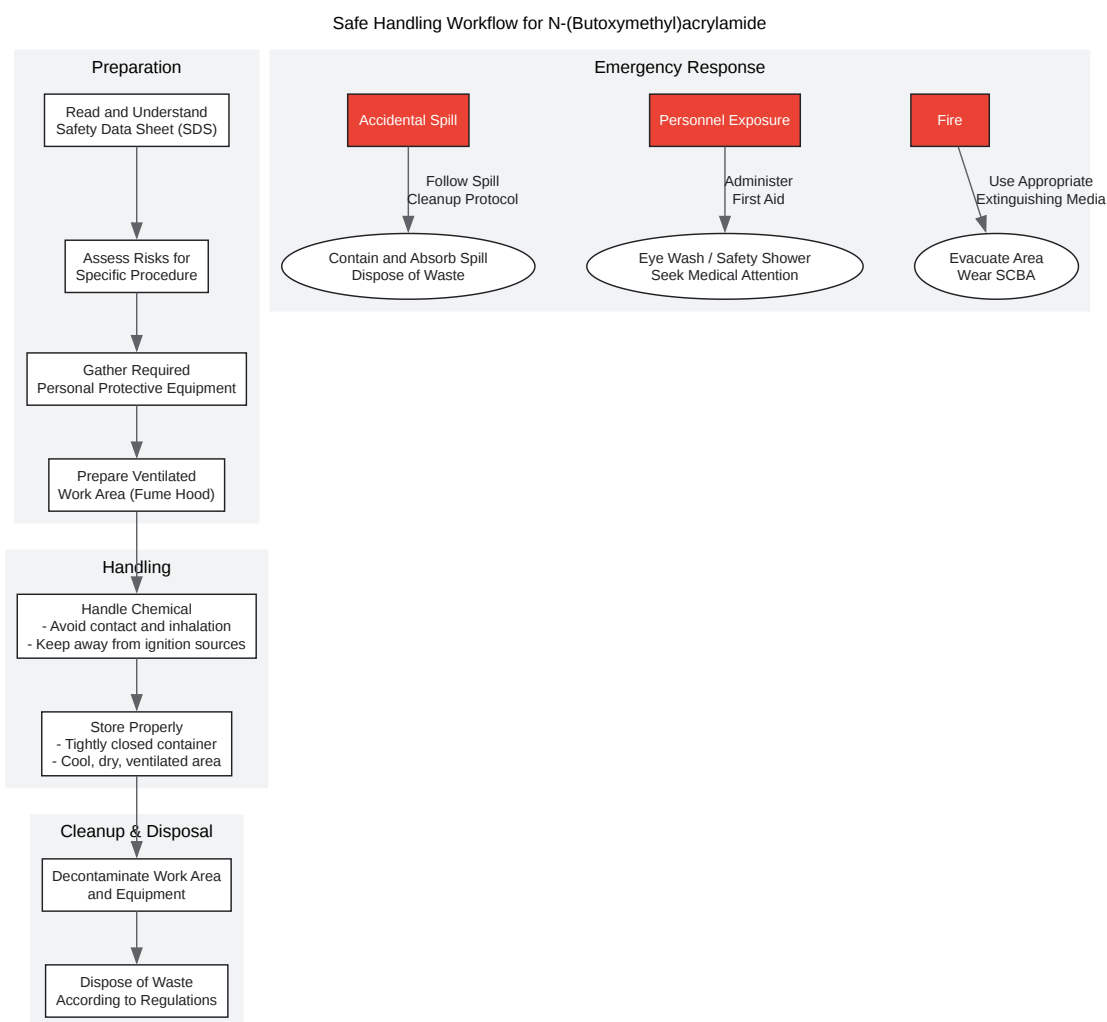 Safe Handling Workflow for N-(Butoxymethyl)acrylamide
Preparation
Read and Understand
Safety Data Sheet (SDS)
Assess Risks for
Specific Procedure
Gather Required
Personal Protective Equipment
Prepare Ventilated
Work Area (Fume Hood)
Handling
Handle Chemical
- Avoid contact and inhalation
- Keep away from ignition sources
Store Properly
- Tightly closed container
- Cool, dry, ventilated area
Cleanup & Disposal
Decontaminate Work Area
and Equipment
Dispose of Waste
According to Regulations
Emergency Response
Accidental Spill
Follow Spill
Cleanup Protocol
Contain and Absorb Spill
Dispose of Waste
Personnel Exposure
Administer
First Aid
Eye Wash / Safety Shower
Seek Medical Attention
Fire
Use Appropriate
Extinguishing Media
Evacuate Area
Wear SCBA